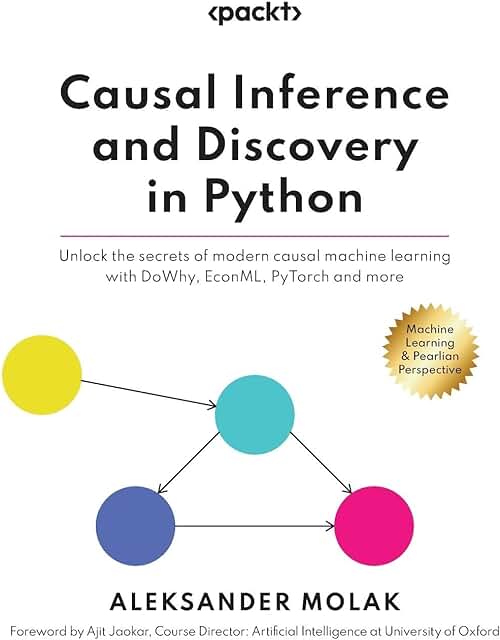 <packt>
Causal Inference
and Discovery
in Python
Unlock the secrets of modern causal machine learning
with DoWhy, EconML, PyTorch and more
Machine
Learning
& Pearlian
Perspective
ALEKSANDER MOLAK
Foreword by Ajit Jaokar, Course Director: Artificial Intelligence at University of Oxford